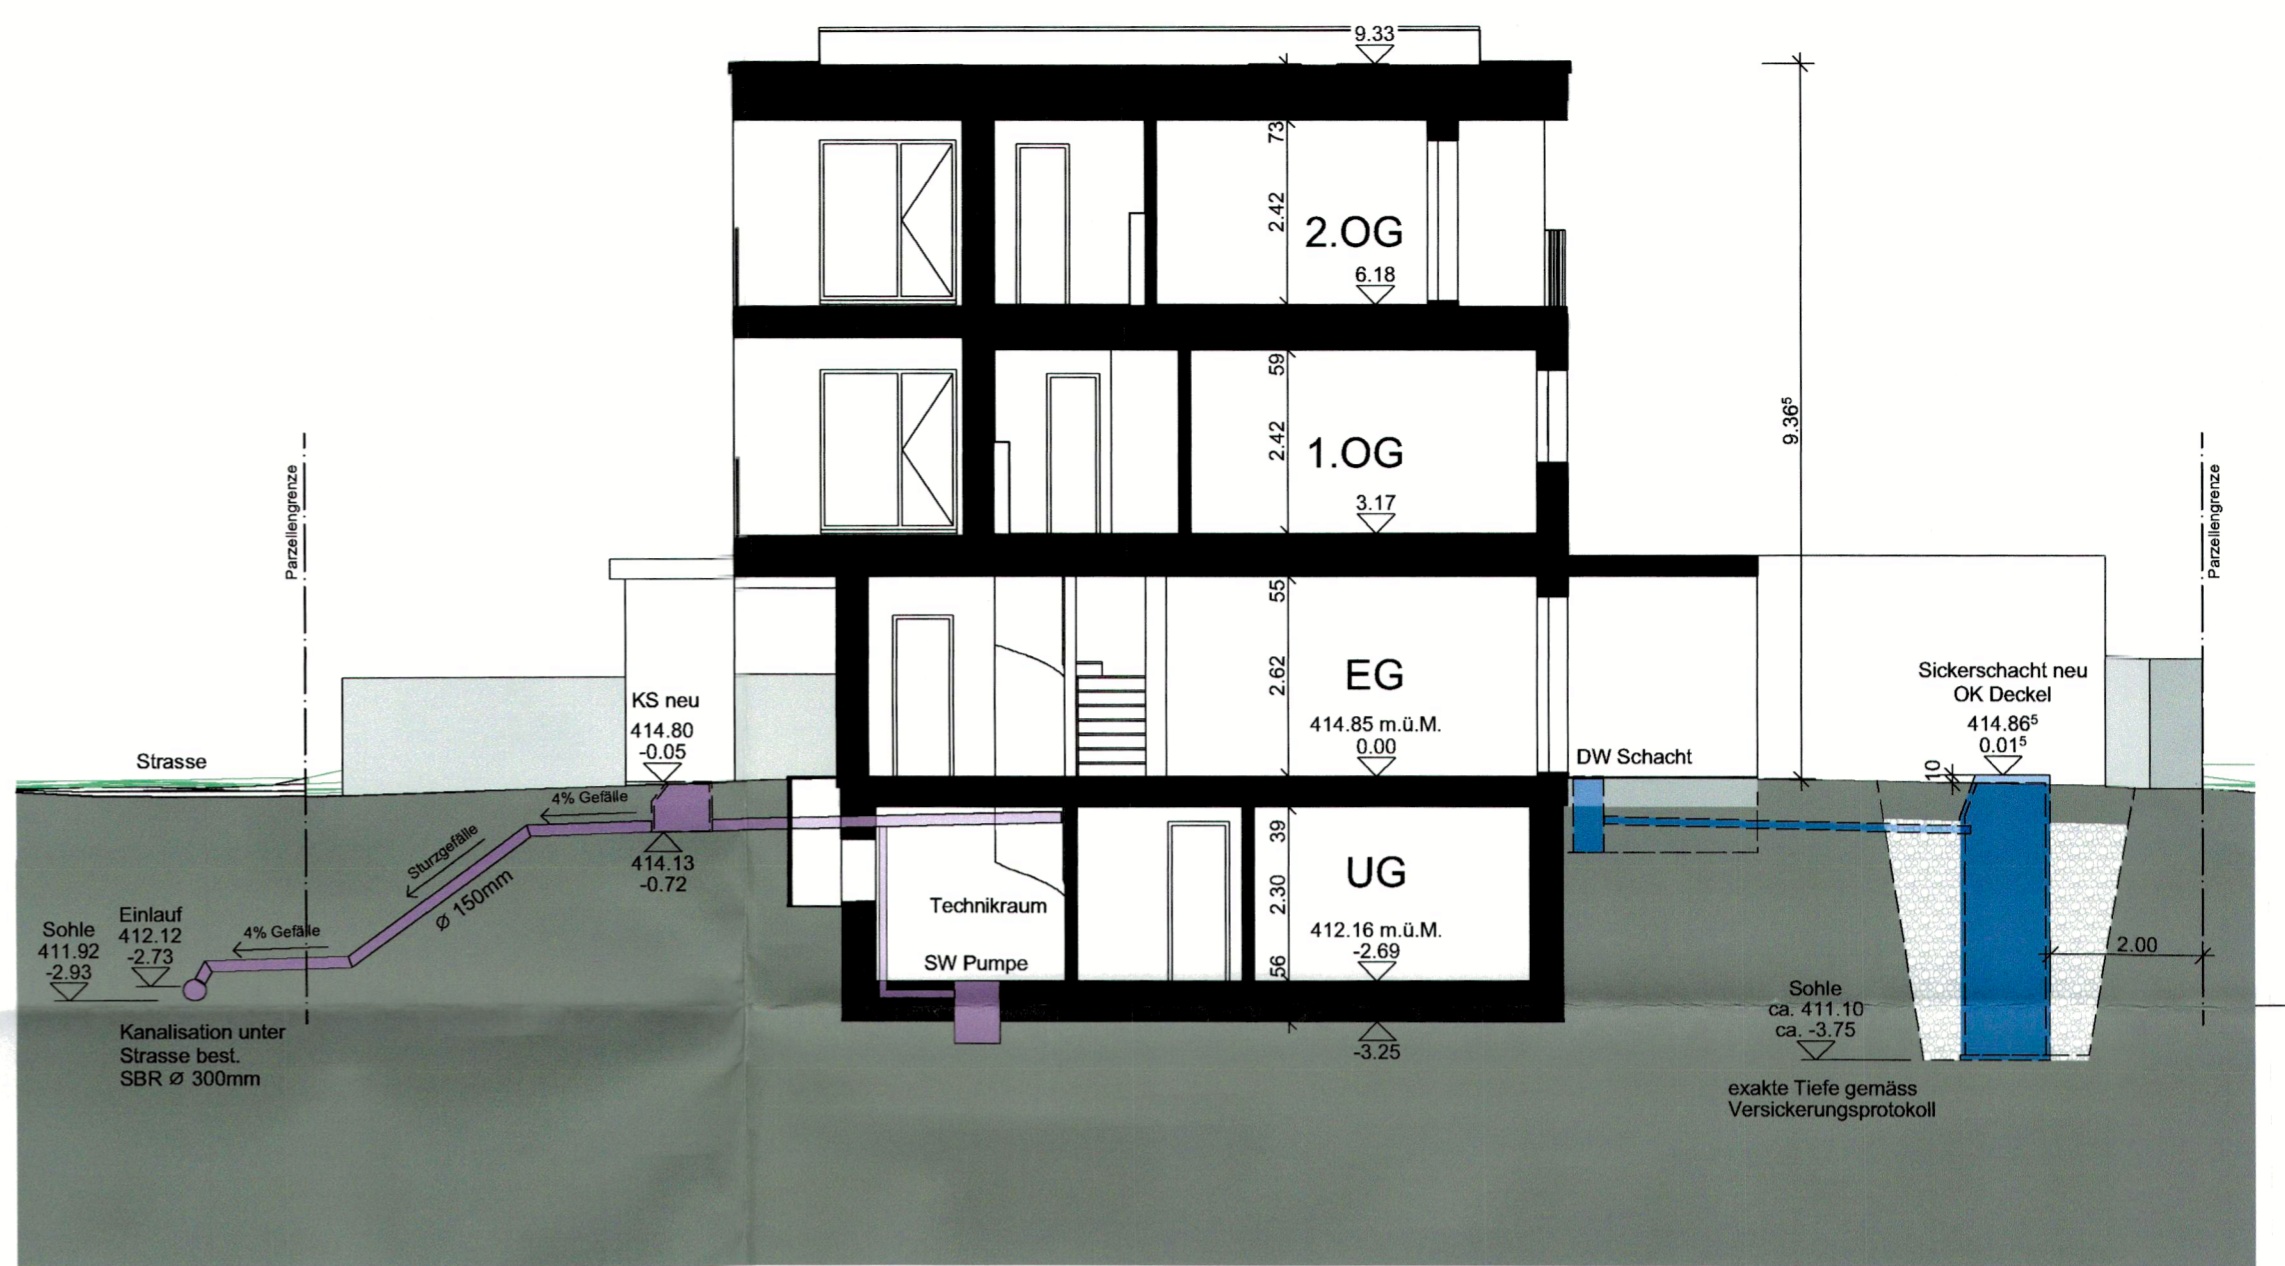 9.33
73
2.42
2.OG
6.18
59
2.42
1.OG
3.17
9.36⁵
Parzellengrenze
Parzellengrenze
55
2.62
EG
414.85 m.ü.M.
0.00
KS neu
414.80
-0.05
Strasse
4% Gefälle
Sturzgefälle
Ø 150mm
414.13
-0.72
4% Gefälle
Einlauf
412.12
-2.73
Sohle
411.92
-2.93
Kanalisation unter
Strasse best.
SBR Ø 300mm
Technikraum
SW Pumpe
39
2.30
UG
412.16 m.ü.M.
-2.69
56
-3.25
DW Schacht
Sickerschacht neu
OK Deckel
414.86⁵
0.01⁵
10
2.00
Sohle
ca. 411.10
ca. -3.75
exakte Tiefe gemäss
Versickerungsprotokoll